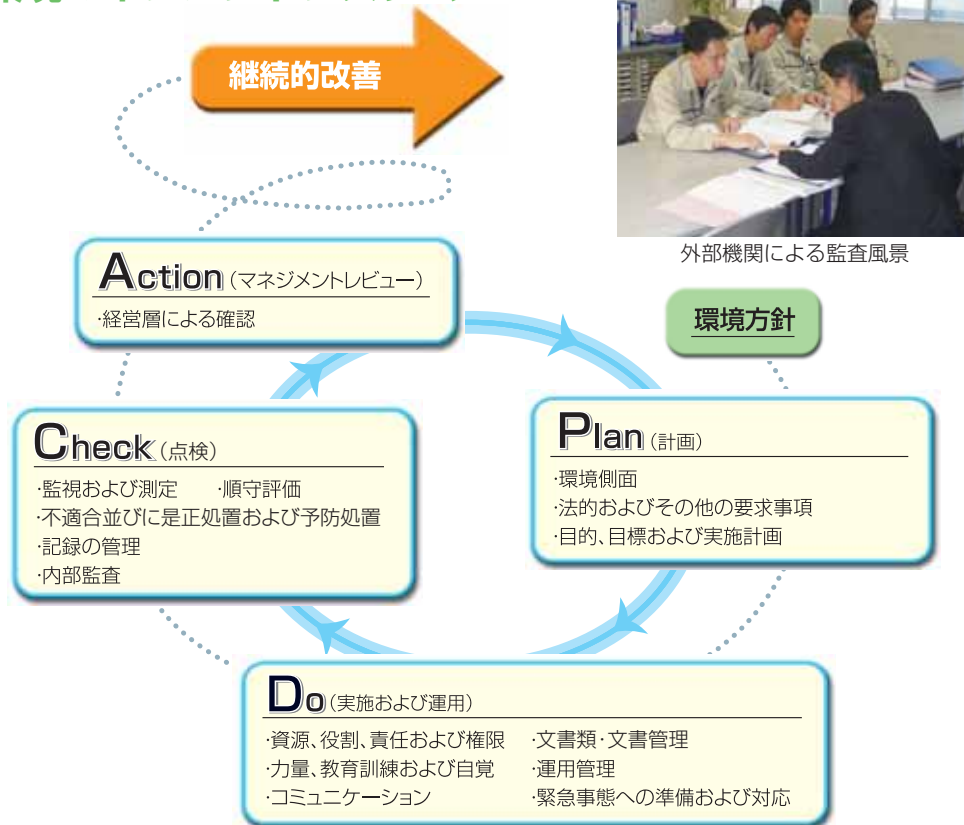 継続的改善
外部機関による監査風景
環境方針
Action(マネジメントレビュー)
·経営層による確認
Plan(計画)
·環境側面
·法的およびその他の要求事項
·目的、目標および実施計画
Check(点検)
·監視および測定 ·順守評価
·不適合並びに是正処置および予防処置
·記録の管理
·内部監査
Do(実施および運用)
·資源、役割、責任および権限 ·文書類·文書管理
·力量、教育訓練および自覚 ·運用管理
·コミュニケーション ·緊急事態への準備および対応